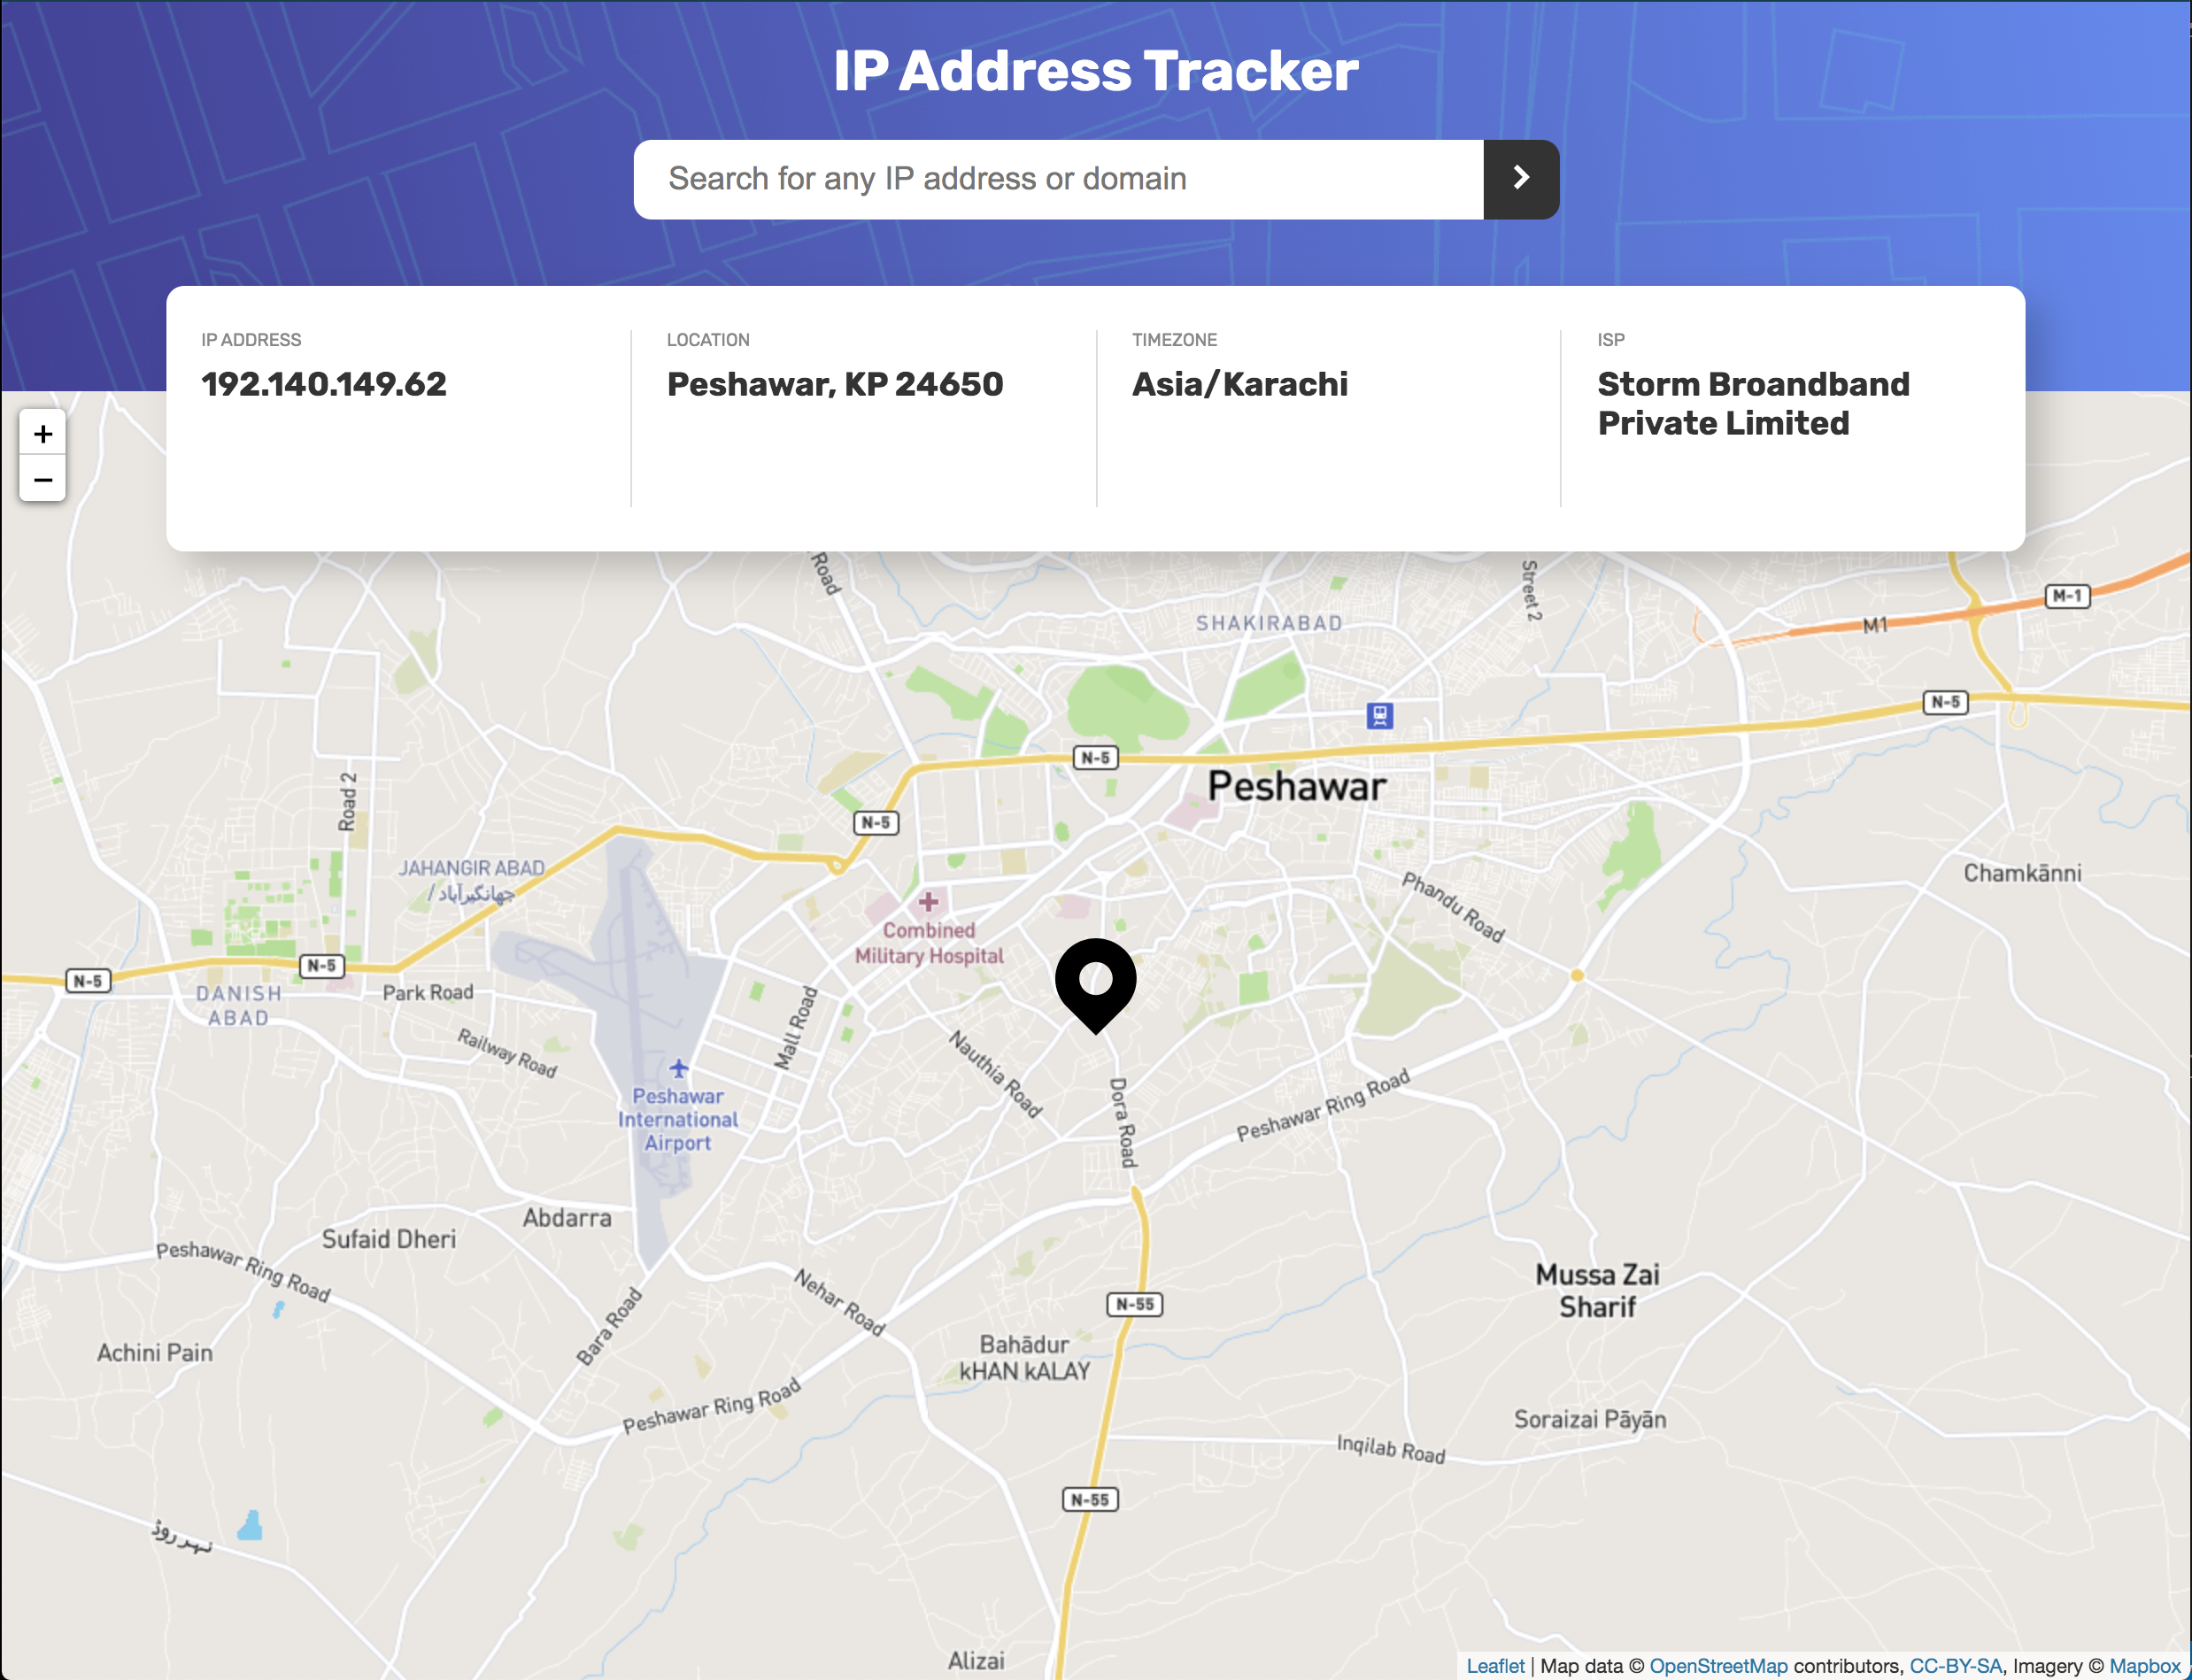 IP Address Tracker
Search for any IP address or domain
IP ADDRESS
192.140.149.62
LOCATION
Peshawar, KP 24650
TIMEZONE
Asia/Karachi
ISP
Storm Broandband
Private Limited
+
−
Road
Street 2
SHAKIRABAD
M-1
M1
N-5
N-5
Peshawar
Road 2
N-5
JAHANGIR ABAD
/جهانگیرآباد
Chamkānni
Phandu Road
Combined
Military Hospital
N-5
N-5
DANISH
ABAD
Park Road
Railway Road
Mall Road
Nauthia Road
Dora Road
Peshawar
International
Airport
Peshawar Ring Road
Abdarra
Sufaid Dheri
Peshawar Ring Road
Nehar Road
Mussa Zai
Sharif
N-55
Bara Road
Achini Pain
Bahādur
kHAN kALAY
Peshawar Ring Road
Soraizai Pāyān
Inqilab Road
N-55
نہر روڈ
Alizai
Leaflet | Map data © OpenStreetMap contributors, CC-BY-SA, Imagery © Mapbox